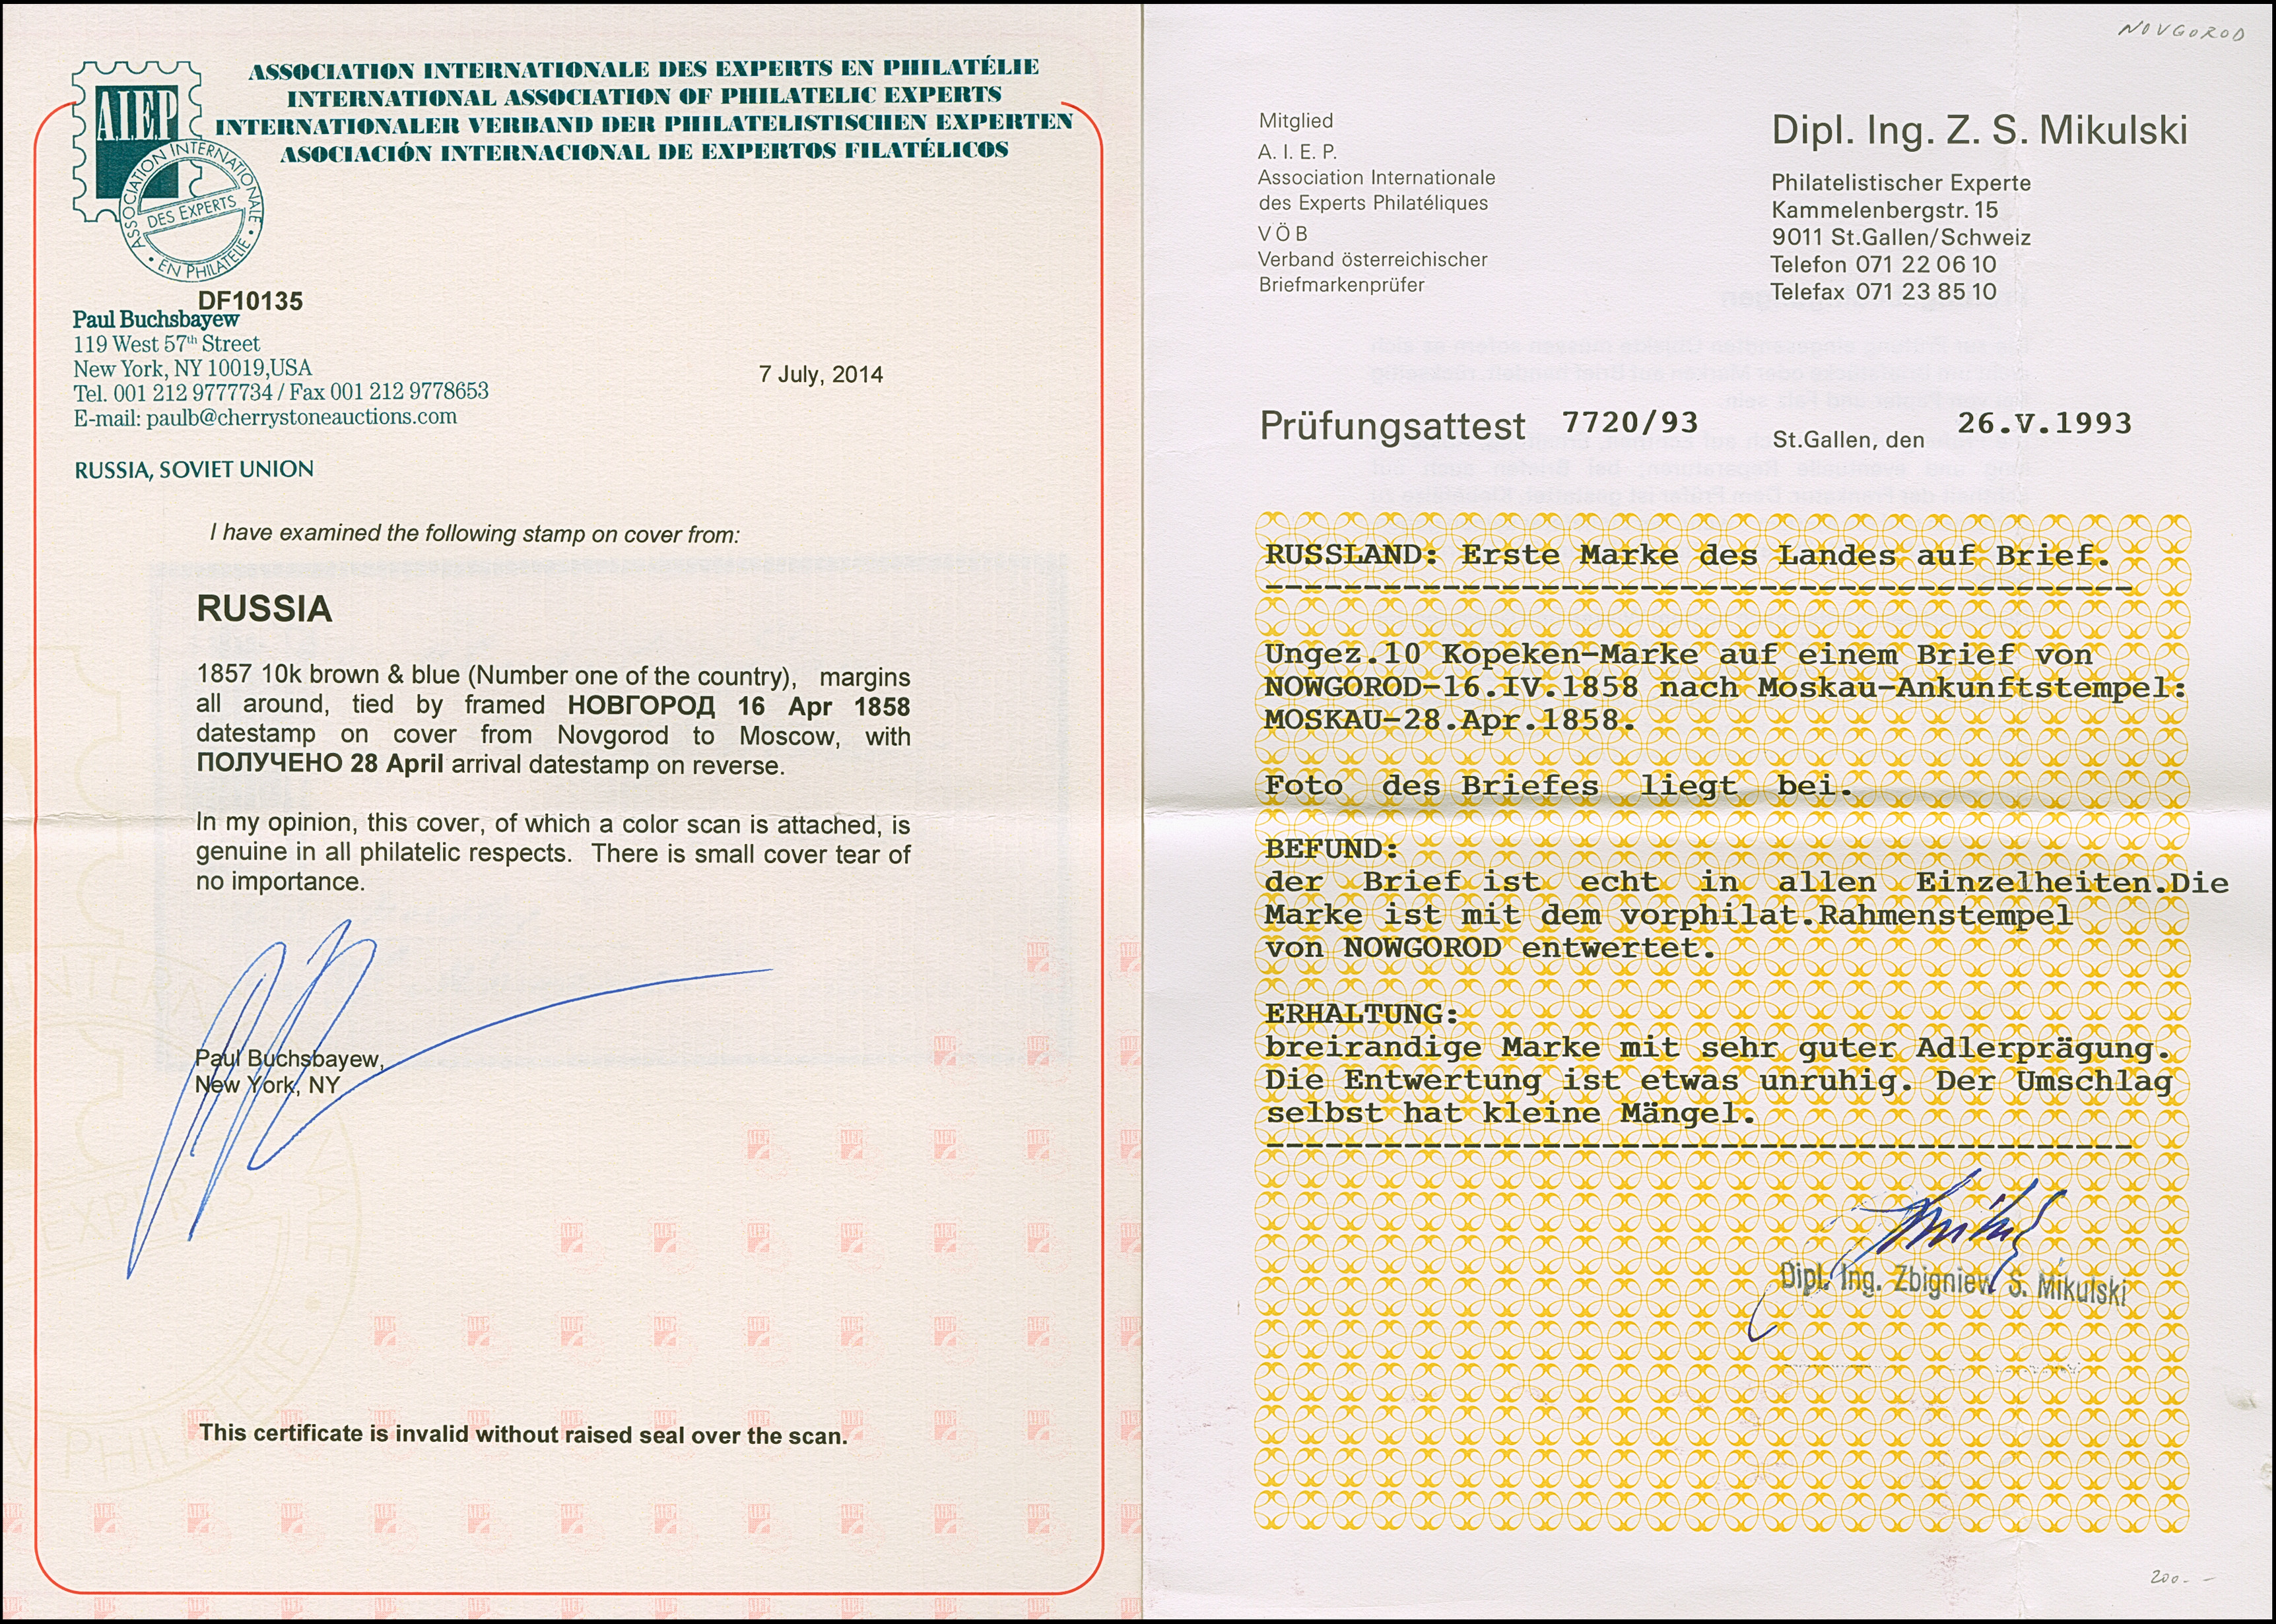 ASSOCIATION INTERNATIONALE DES EXPERTS EN PHILATÉLIE
INTERNATIONAL ASSOCIATION OF PHILATELIC EXPERTS
INTERNATIONALER VERBAND DER PHILATELISTISCHEN EXPERTEN
ASOCIACIÓN INTERNACIONAL DE EXPERTOS FILATÉLICOS
AIEP
ASSOCIATION INTERNATIONALE
DES EXPERTS
• EN PHILATELIE •
DF10135
Paul Buchsbayew
119 West 57th Street
New York, NY 10019,USA
Tel. 001 212 9777734 / Fax 001 212 9778653
E-mail: paulb@cherrystoneauctions.com
7 July, 2014
RUSSIA, SOVIET UNION
I have examined the following stamp on cover from:
RUSSIA
1857 10k brown & blue (Number one of the country), margins
all around, tied by framed НОВГОРОД 16 Apr 1858
datestamp on cover from Novgorod to Moscow, with
ПОЛУЧЕНО 28 April arrival datestamp on reverse.
In my opinion, this cover, of which a color scan is attached, is
genuine in all philatelic respects. There is small cover tear of
no importance.
Paul Buchsbayew,
New York, NY
This certificate is invalid without raised seal over the scan.
NOVGOROD
Mitglied
A. I. E. P.
Association Internationale
des Experts Philatéliques
VÖB
Verband österreichischer
Briefmarkenprüfer
Dipl. Ing. Z. S. Mikulski
Philatelistischer Experte
Kammelenbergstr. 15
9011 St.Gallen/Schweiz
Telefon 071 22 06 10
Telefax 071 23 85 10
Prüfungsattest 7720/93
St.Gallen, den 26.V.1993
RUSSLAND: Erste Marke des Landes auf Brief.
Ungez.10 Kopeken-Marke auf einem Brief von
NOWGOROD-16.IV.1858 nach Moskau-Ankunftstempel:
MOSKAU-28.Apr.1858.
Foto des Briefes liegt bei.
BEFUND:
der Brief ist echt in allen Einzelheiten.Die
Marke ist mit dem vorphilat.Rahmenstempel
von NOWGOROD entwertet.
ERHALTUNG:
breirandige Marke mit sehr guter Adlerprägung.
Die Entwertung ist etwas unruhig. Der Umschlag
selbst hat kleine Mängel.
Dipl. Ing. Zbigniew S. Mikulski
200.-